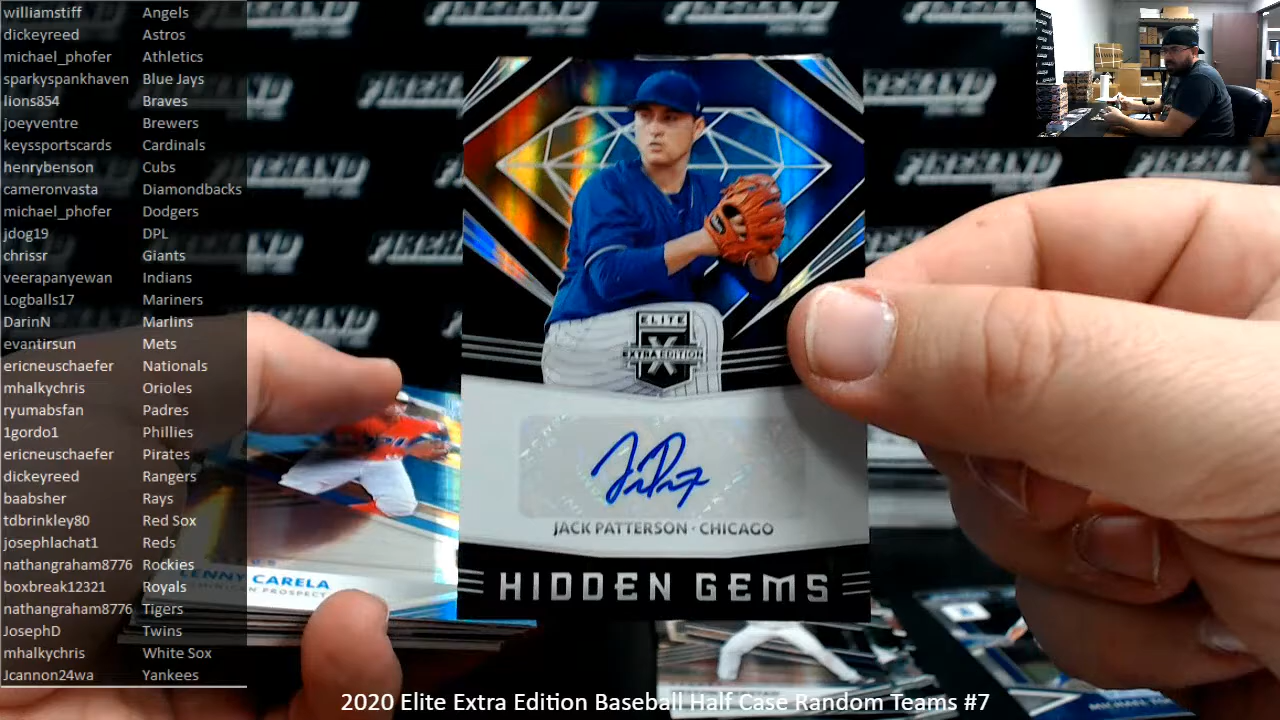 williamstiff Angels
dickeyreed Astros
michael_phofer Athletics
sparkyspankhaven Blue Jays
lions854 Braves
joeyventre Brewers
keyssportscards Cardinals
henrybenson Cubs
cameronvasta Diamondbacks
michael_phofer Dodgers
jdog19 DPL
chrissr Giants
veerapanyewan Indians
Logballs17 Mariners
DarinN Marlins
evantirsun Mets
ericneuschaefer Nationals
mhalkychris Orioles
ryumabsfan Padres
1gordo1 Phillies
ericneuschaefer Pirates
dickeyreed Rangers
baabsher Rays
tdbrinkley80 Red Sox
josephlachat1 Reds
nathangraham8776 Rockies
boxbreak12321 Royals
nathangraham8776 Tigers
JosephD Twins
mhalkychris White Sox
Jcannon24wa Yankees
FIREHAND
ELITE
X
EXTRA EDITION
JACK PATTERSON · CHICAGO
HIDDEN GEMS
LENNY CARELA
DOMINICAN PROSPECT
2020 Elite Extra Edition Baseball Half Case Random Teams #7